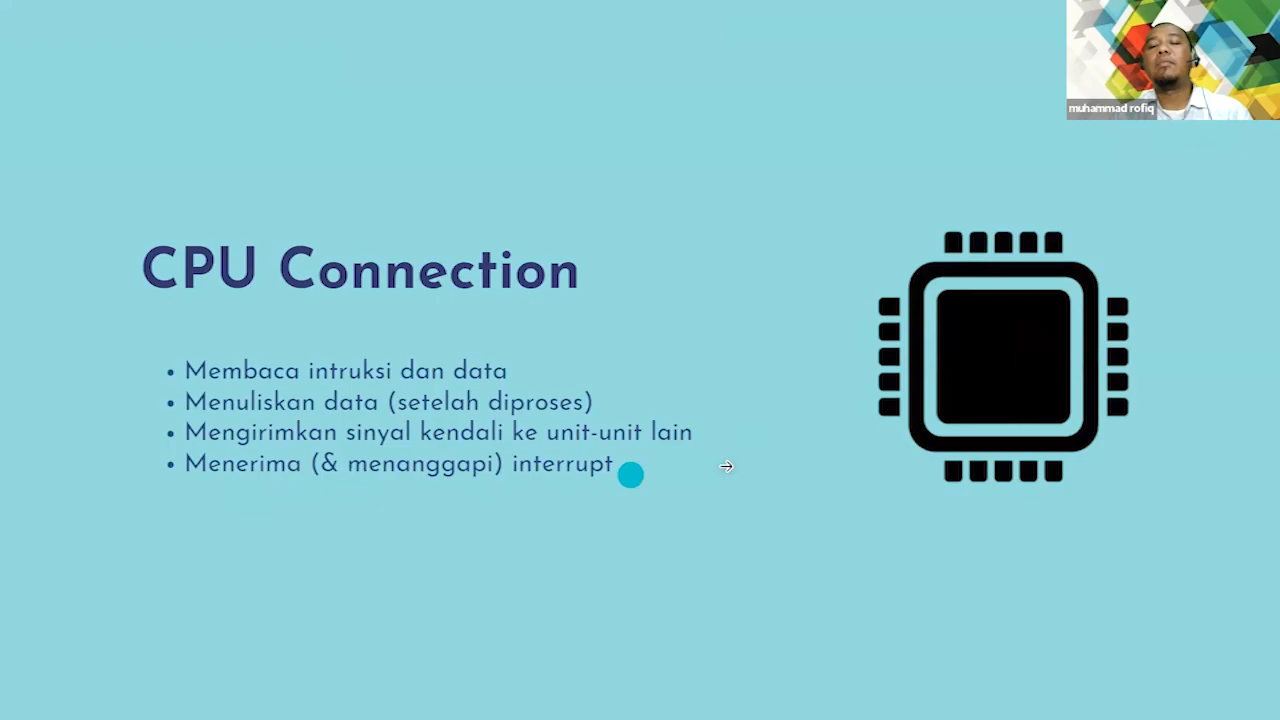 muhammad rofiq
CPU Connection
• Membaca intruksi dan data
• Menuliskan data (setelah diproses)
• Mengirimkan sinyal kendali ke unit-unit lain
• Menerima (& menanggapi) interrupt